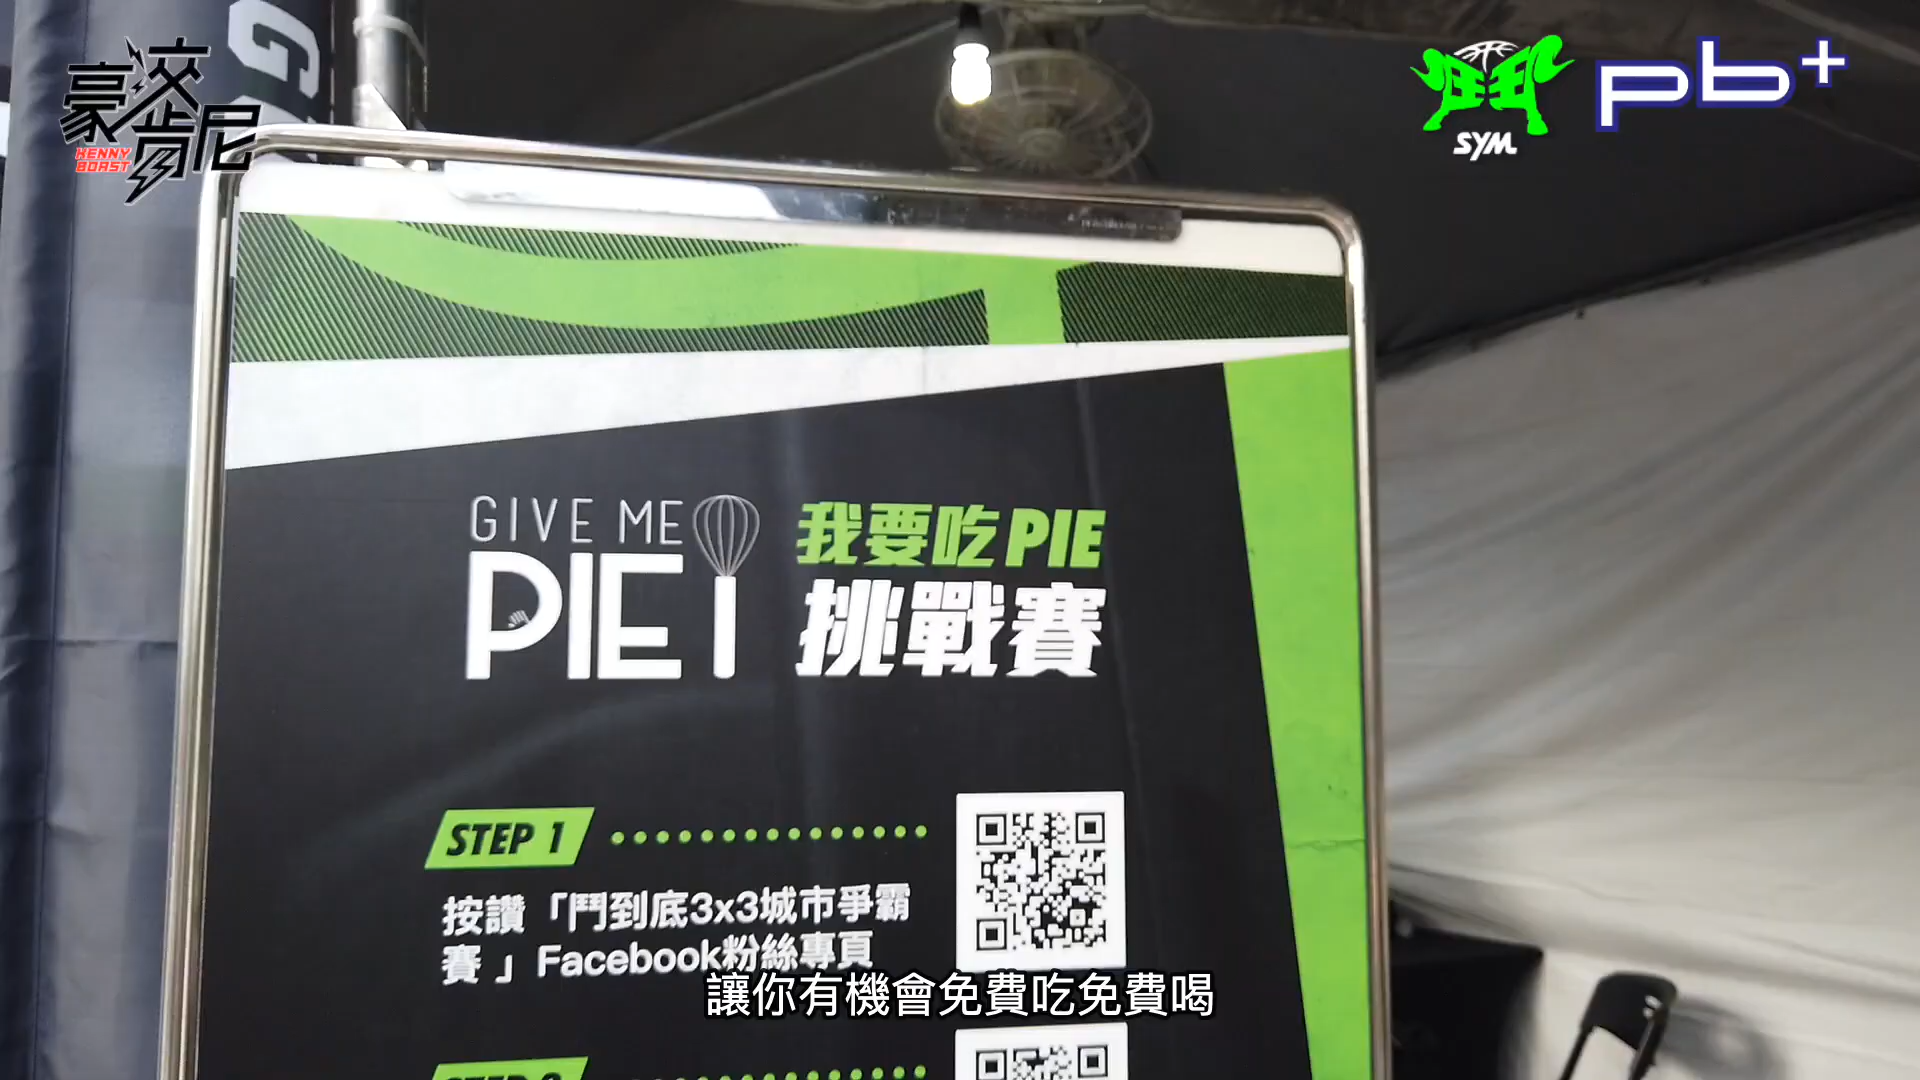 豪洨肯尼
KENNY
BOAST
鬪
SYM
pb+
G
GIVE ME
PIE
我要吃PIE
挑戰賽
STEP 1
按讚「鬥到底3x3城市爭霸
賽」Facebook粉絲專頁
讓你有機會免費吃免費喝